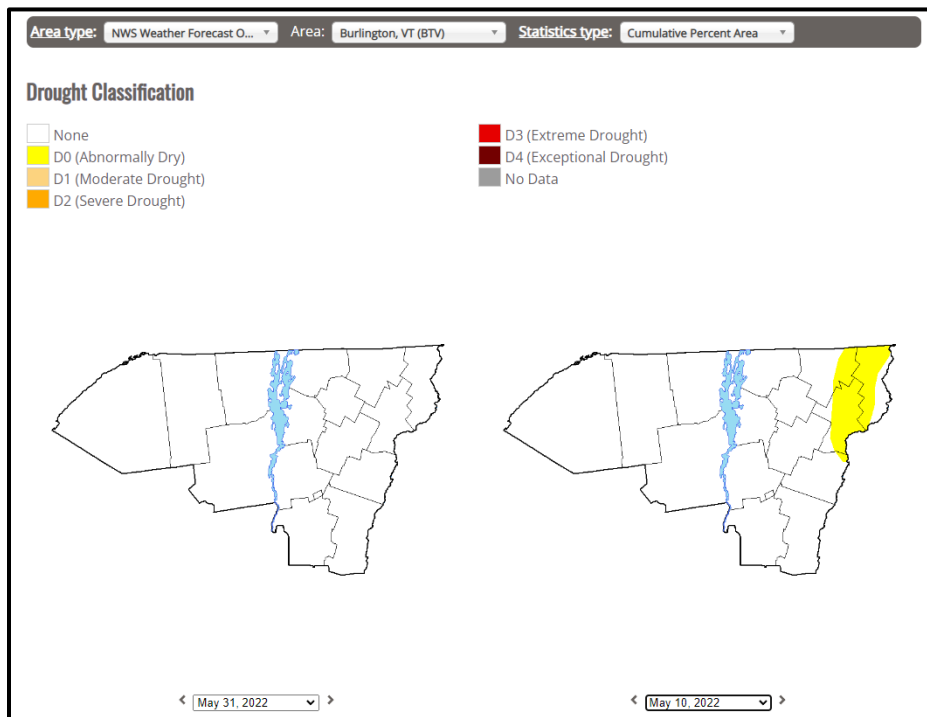 Area type: NWS Weather Forecast O... Area: Burlington, VT (BTV) Statistics type: Cumulative Percent Area
Drought Classification
None
D0 (Abnormally Dry)
D1 (Moderate Drought)
D2 (Severe Drought)
D3 (Extreme Drought)
D4 (Exceptional Drought)
No Data
< May 31, 2022 >
< May 10, 2022 >